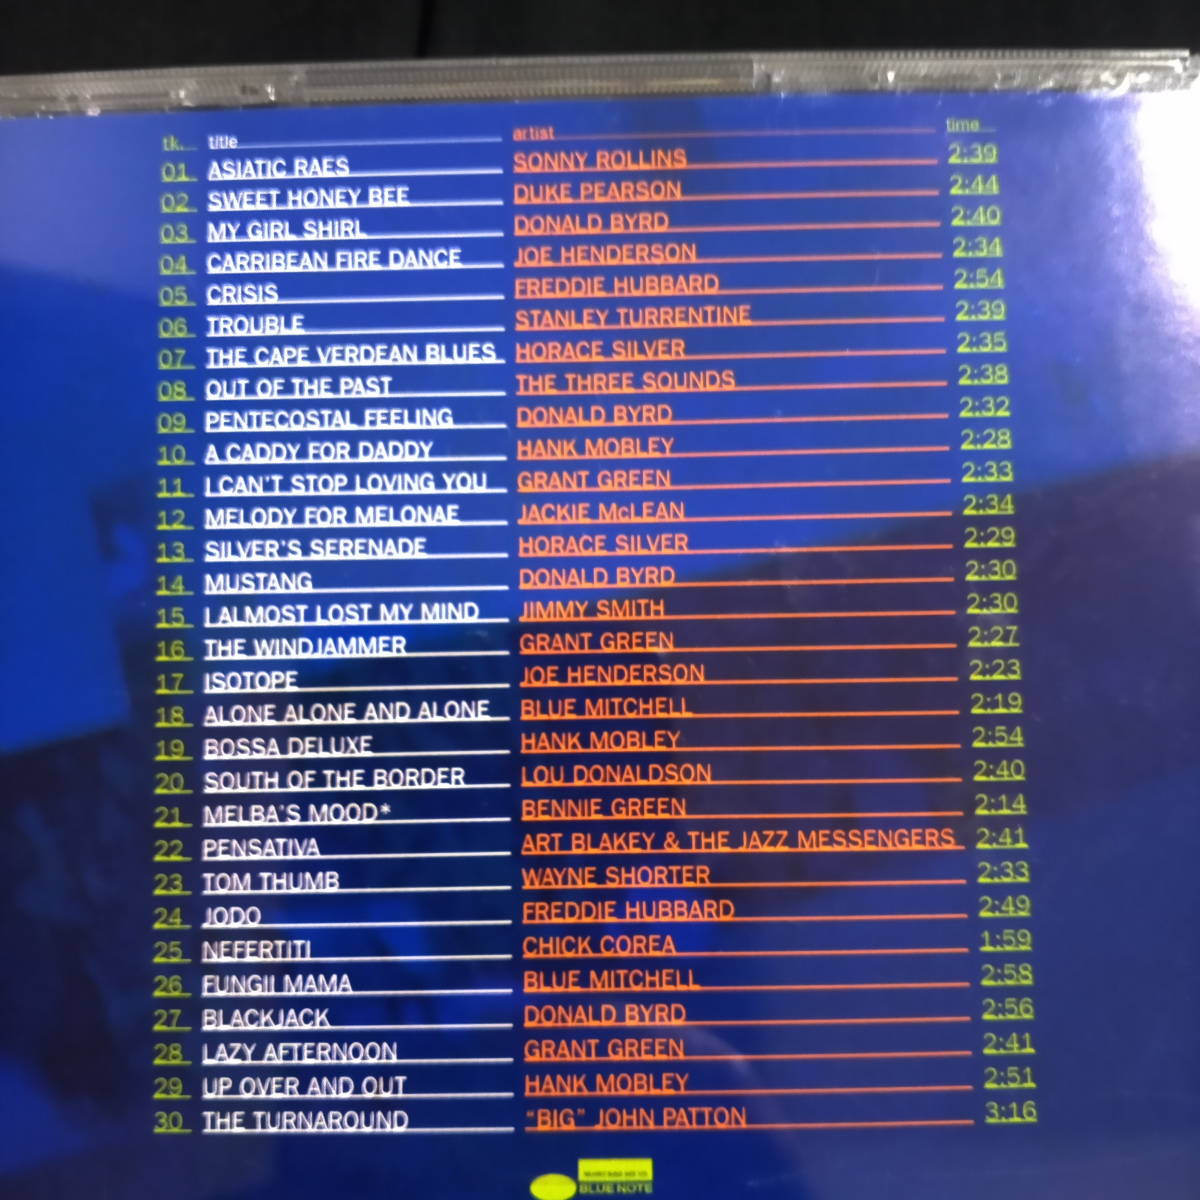 tk. title artist time
01 ASIATIC RAES SONNY ROLLINS 2:39
02 SWEET HONEY BEE DUKE PEARSON 2:44
03 MY GIRL SHIRL DONALD BYRD 2:40
04 CARRIBEAN FIRE DANCE JOE HENDERSON 2:34
05 CRISIS FREDDIE HUBBARD 2:54
06 TROUBLE STANLEY TURRENTINE 2:39
07 THE CAPE VERDEAN BLUES HORACE SILVER 2:35
08 OUT OF THE PAST THE THREE SOUNDS 2:38
09 PENTECOSTAL FEELING DONALD BYRD 2:32
10 A CADDY FOR DADDY HANK MOBLEY 2:28
11 I CAN'T STOP LOVING YOU GRANT GREEN 2:33
12 MELODY FOR MELONAE JACKIE McLEAN 2:34
13 SILVER'S SERENADE HORACE SILVER 2:29
14 MUSTANG DONALD BYRD 2:30
15 I ALMOST LOST MY MIND JIMMY SMITH 2:30
16 THE WINDJAMMER GRANT GREEN 2:27
17 ISOTOPE JOE HENDERSON 2:23
18 ALONE ALONE AND ALONE BLUE MITCHELL 2:19
19 BOSSA DELUXE HANK MOBLEY 2:54
20 SOUTH OF THE BORDER LOU DONALDSON 2:40
21 MELBA'S MOOD* BENNIE GREEN 2:14
22 PENSATIVA ART BLAKEY & THE JAZZ MESSENGERS 2:41
23 TOM THUMB WAYNE SHORTER 2:33
24 JODO FREDDIE HUBBARD 2:49
25 NEFERTITI CHICK COREA 1:59
26 FUNGII MAMA BLUE MITCHELL 2:58
27 BLACKJACK DONALD BYRD 2:56
28 LAZY AFTERNOON GRANT GREEN 2:41
29 UP OVER AND OUT HANK MOBLEY 2:51
30 THE TURNAROUND "BIG" JOHN PATTON 3:16
BLUE NOTE